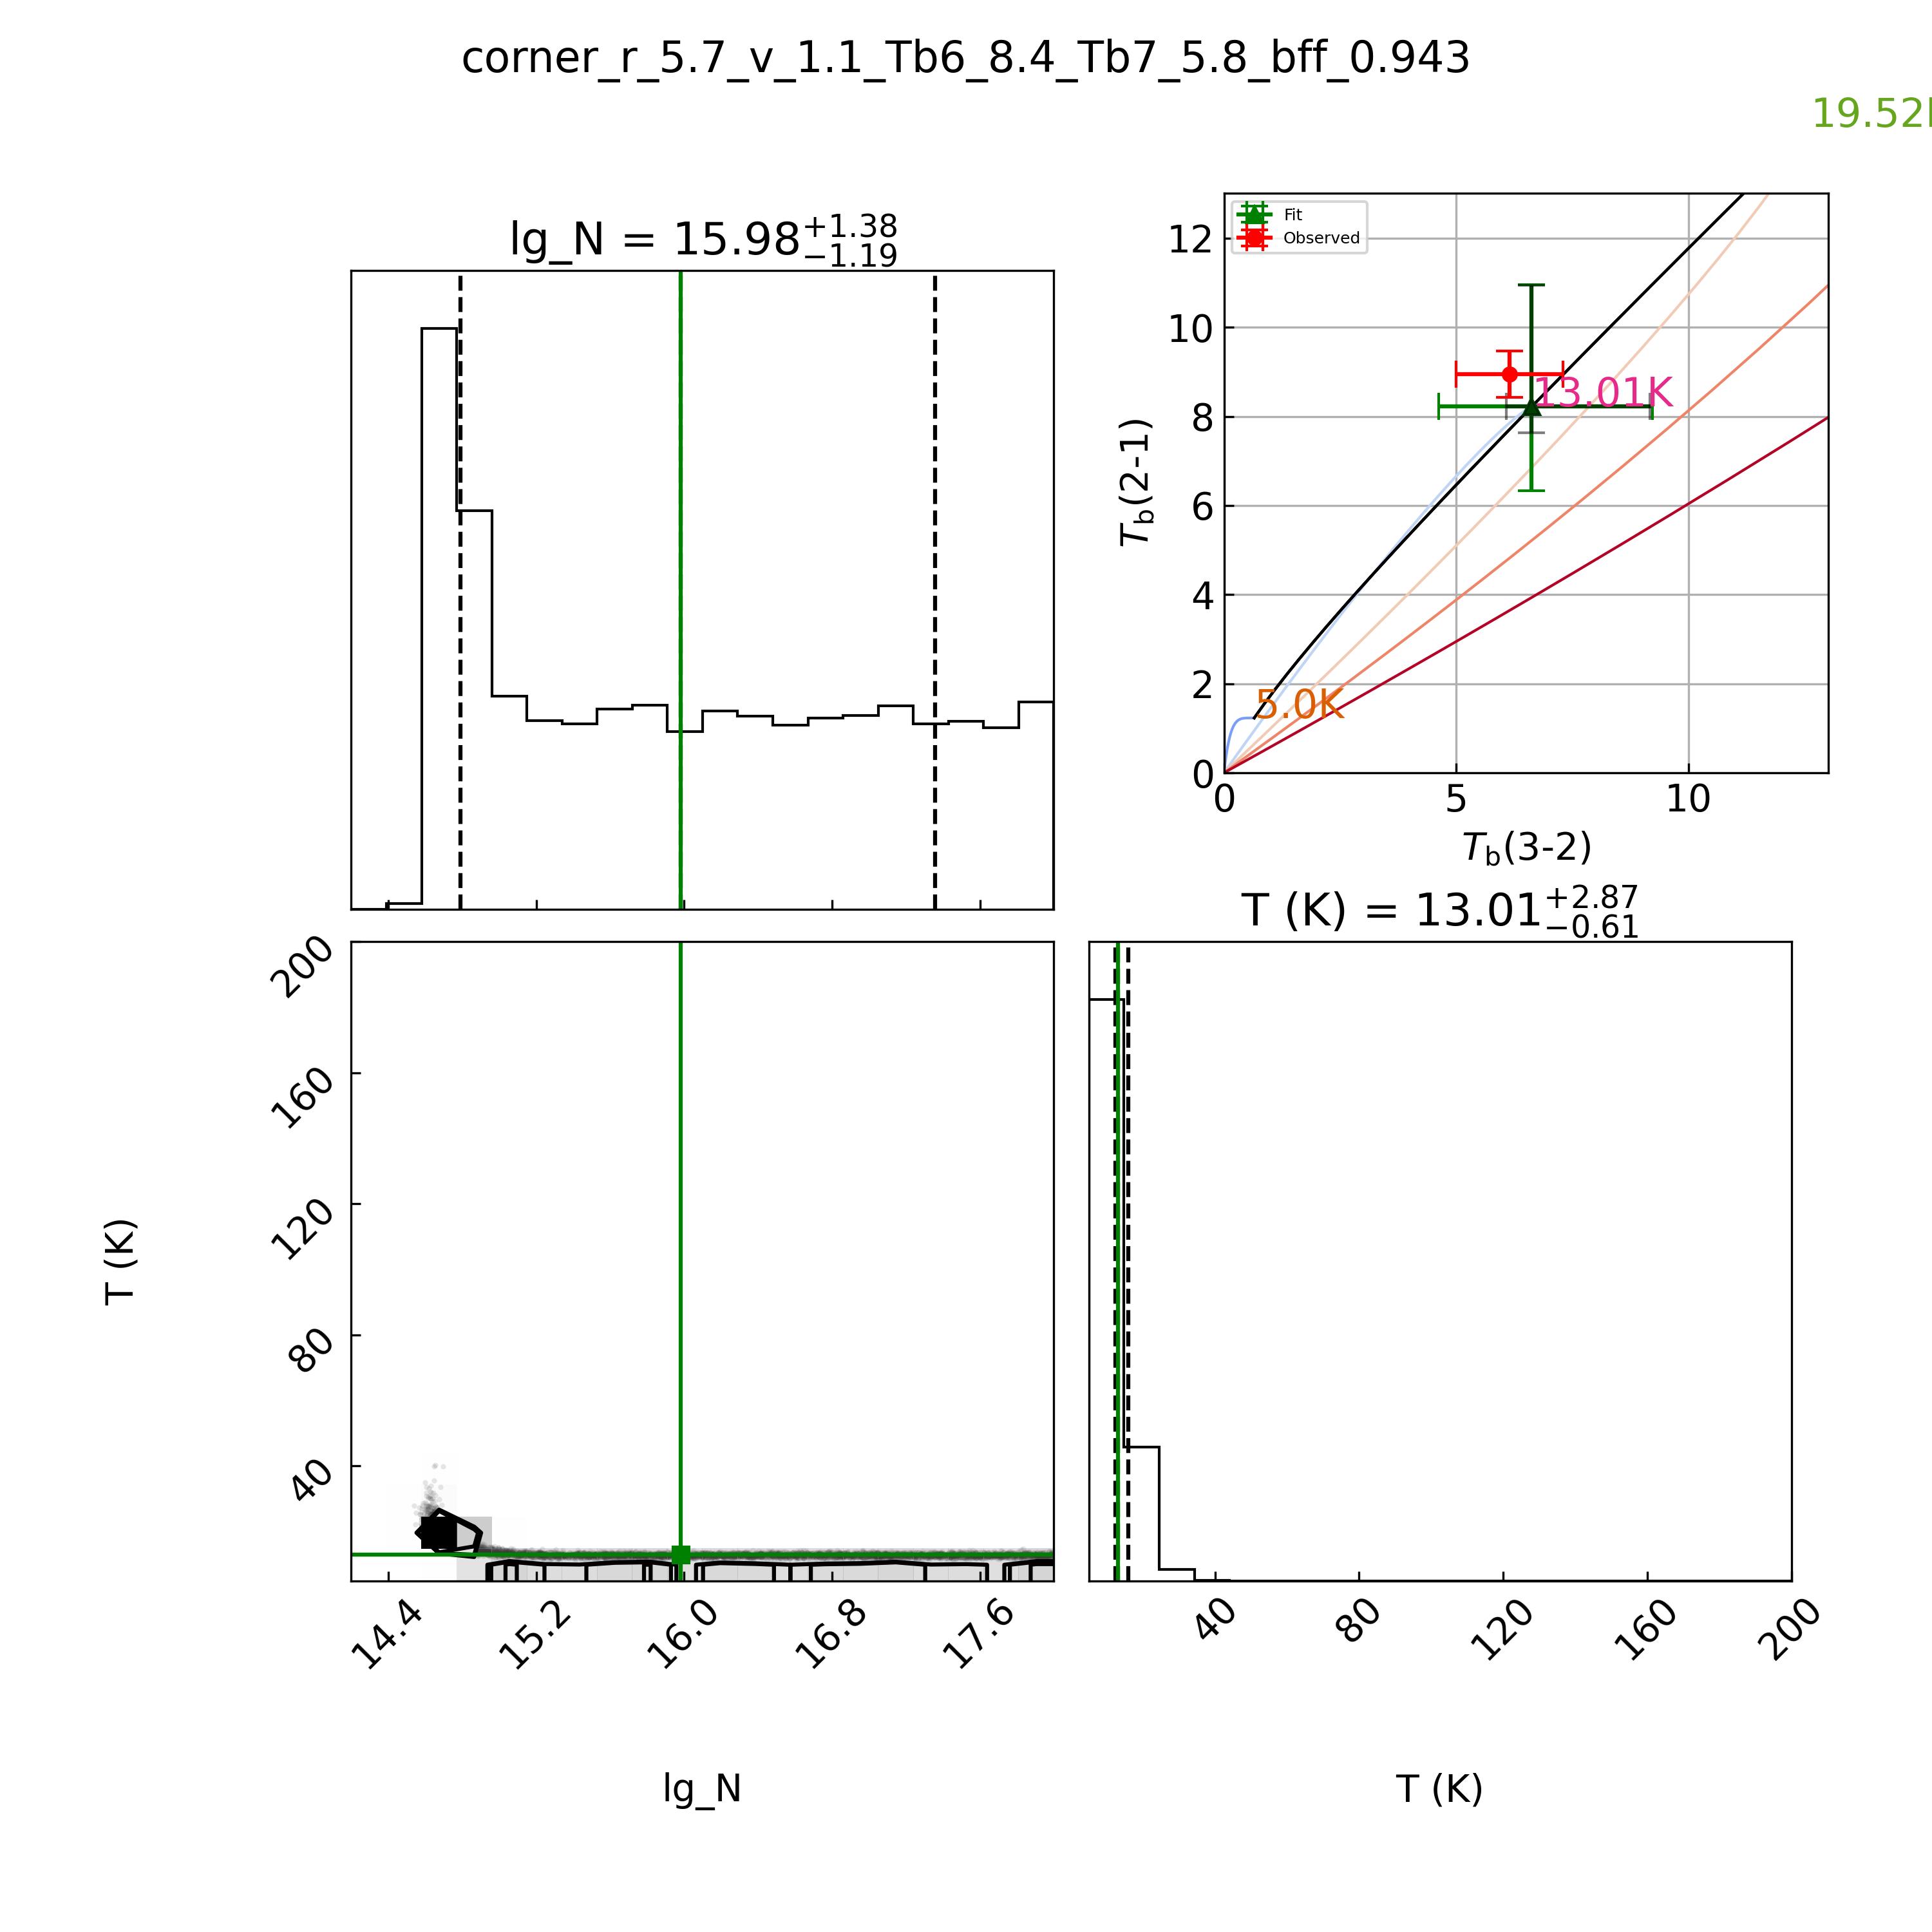 corner_r_5.7_v_1.1_Tb6_8.4_Tb7_5.8_bff_0.943
19.52
lg_N = 15.98 +1.38 −1.19
Fit
Observed
12
10
8
6
4
2
0
T_b(2-1)
13.01K
5.0K
0 5 10
T_b(3-2)
T (K) = 13.01 +2.87 −0.61
200
160
120
80
40
T (K)
14.4 15.2 16.0 16.8 17.6
lg_N
40 80 120 160 200
T (K)